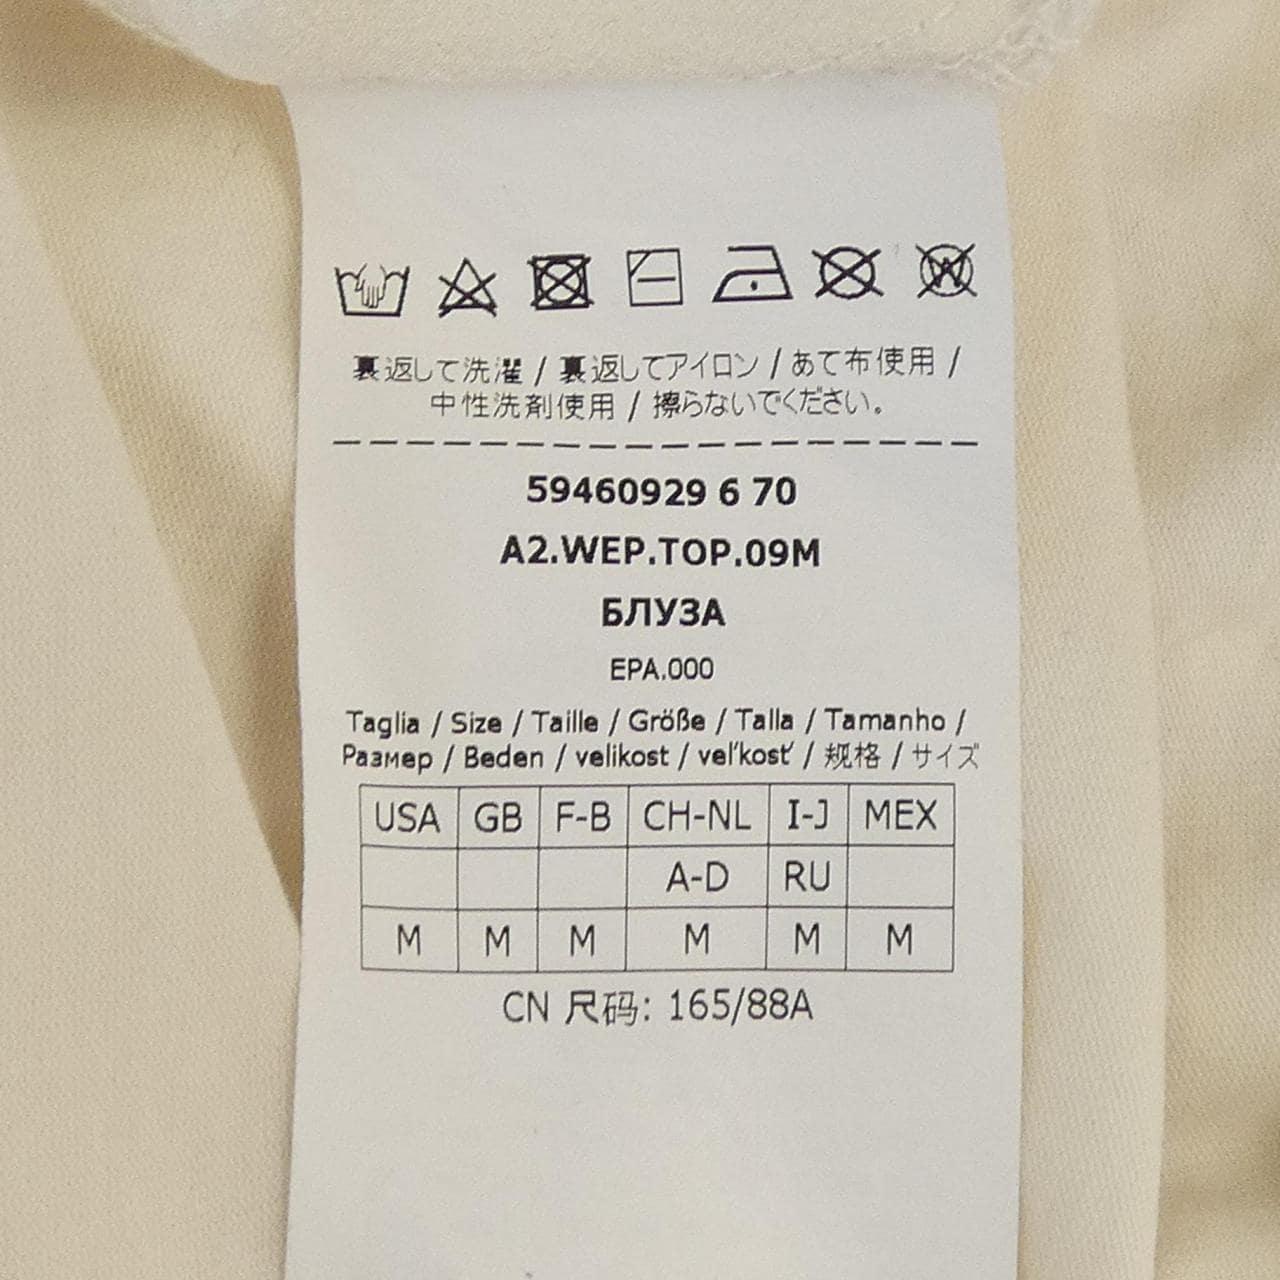 裏返して洗濯 / 裏返してアイロン / あて布使用 /
中性洗剤使用 / 擦らないでください。
59460929 6 70
A2.WEP.TOP.09M
БЛУЗА
EPA.000
Taglia / Size / Taille / Größe / Talla / Tamanho /
Размер / Beden / velikost / veľkosť / 规格 / サイズ
USA GB F-B CH-NL I-J MEX
A-D RU
M M M M M M
CN 尺码: 165/88A